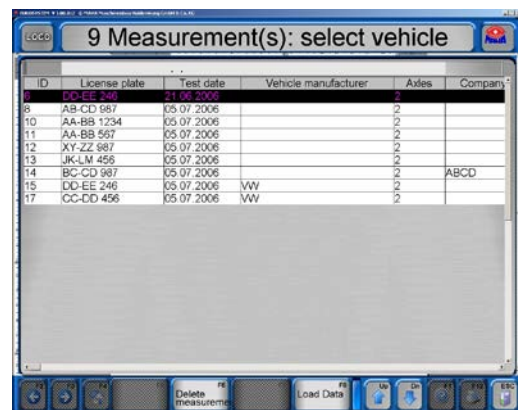 LOGO
9 Measurement(s): select vehicle
. .
ID License plate Test date Vehicle manufacturer Axles Company
6 DD-EE 246 21.06.2006 2
8 AB-CD 987 05.07.2006 2
10 AA-BB 1234 05.07.2006 2
11 AA-BB 567 05.07.2006 2
12 XY-ZZ 987 05.07.2006 2
13 JK-LM 456 05.07.2006 2
14 BC-CD 987 05.07.2006 2 ABCD
15 DD-EE 246 05.07.2006 VW 2
17 CC-DD 456 05.07.2006 VW 2
F2 F3 F4 F6 F8 Up Dn F11 F12 ESC
Delete Load Data
measureme